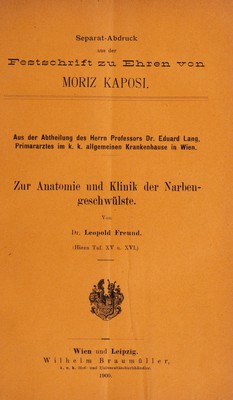 Separat-Abdruck
aus der
Festschrift zu Ehren von
MORIZ KAPOSI.
Aus der Abtheilung des Herrn Professors Dr. Eduard Lang,
Primararztes im k. k. allgemeinen Krankenhause in Wien.
Zur Anatomie und Klinik der Narben-
geschwülste.
Von
Dr. Leopold Freund.
(Hiezu Taf. XV u. XVI.)
Wien und Leipzig.
Wilhelm Braumüller,
k. u. k. Hof- und Universitätsbuchhändler.
1900.